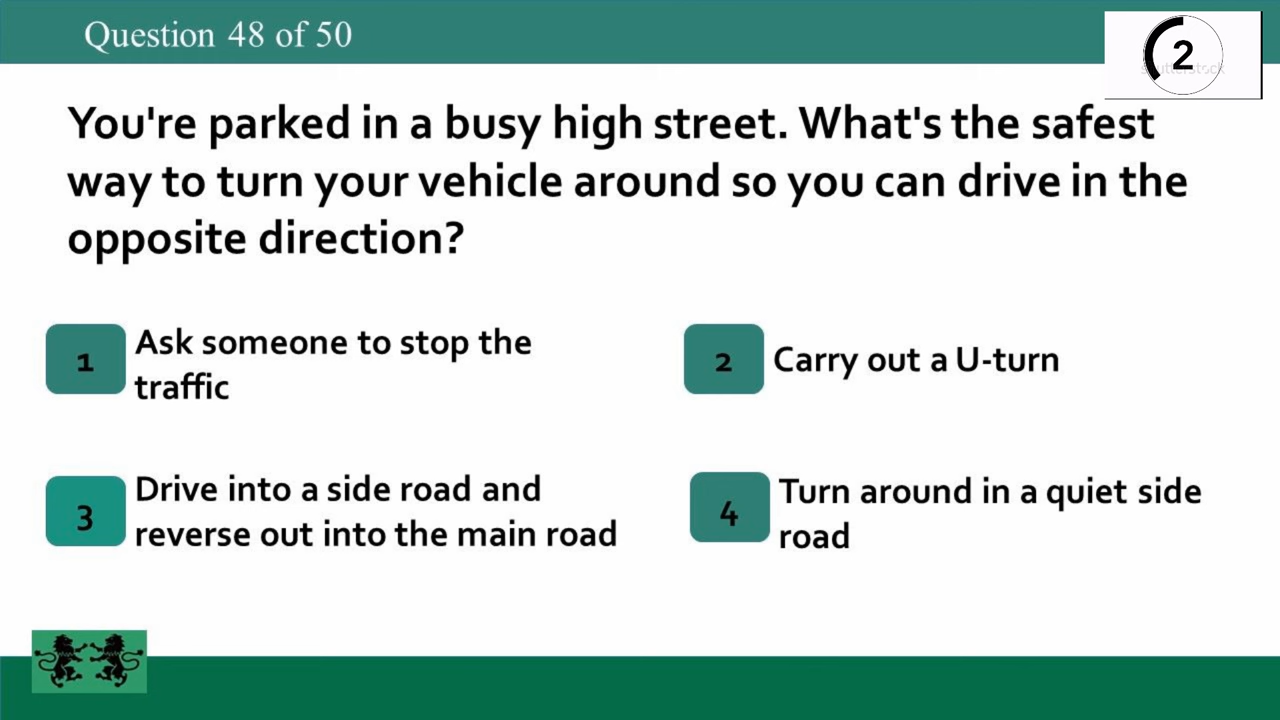 Question 48 of 50
2
shutterstock
You're parked in a busy high street. What's the safest
way to turn your vehicle around so you can drive in the
opposite direction?
1
Ask someone to stop the
traffic
2
Carry out a U-turn
3
Drive into a side road and
reverse out into the main road
4
Turn around in a quiet side
road